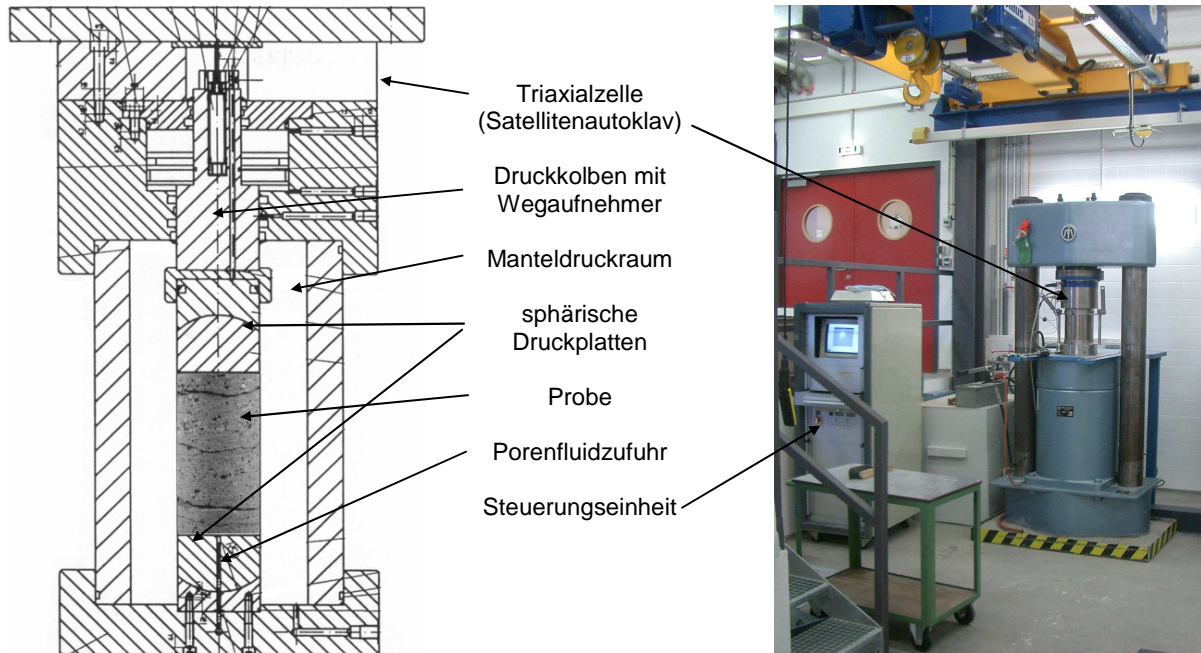 Triaxialzelle
(Satellitenautoklav)
Druckkolben mit
Wegaufnehmer
Manteldruckraum
sphärische
Druckplatten
Probe
Porenfluidzufuhr
Steuerungseinheit